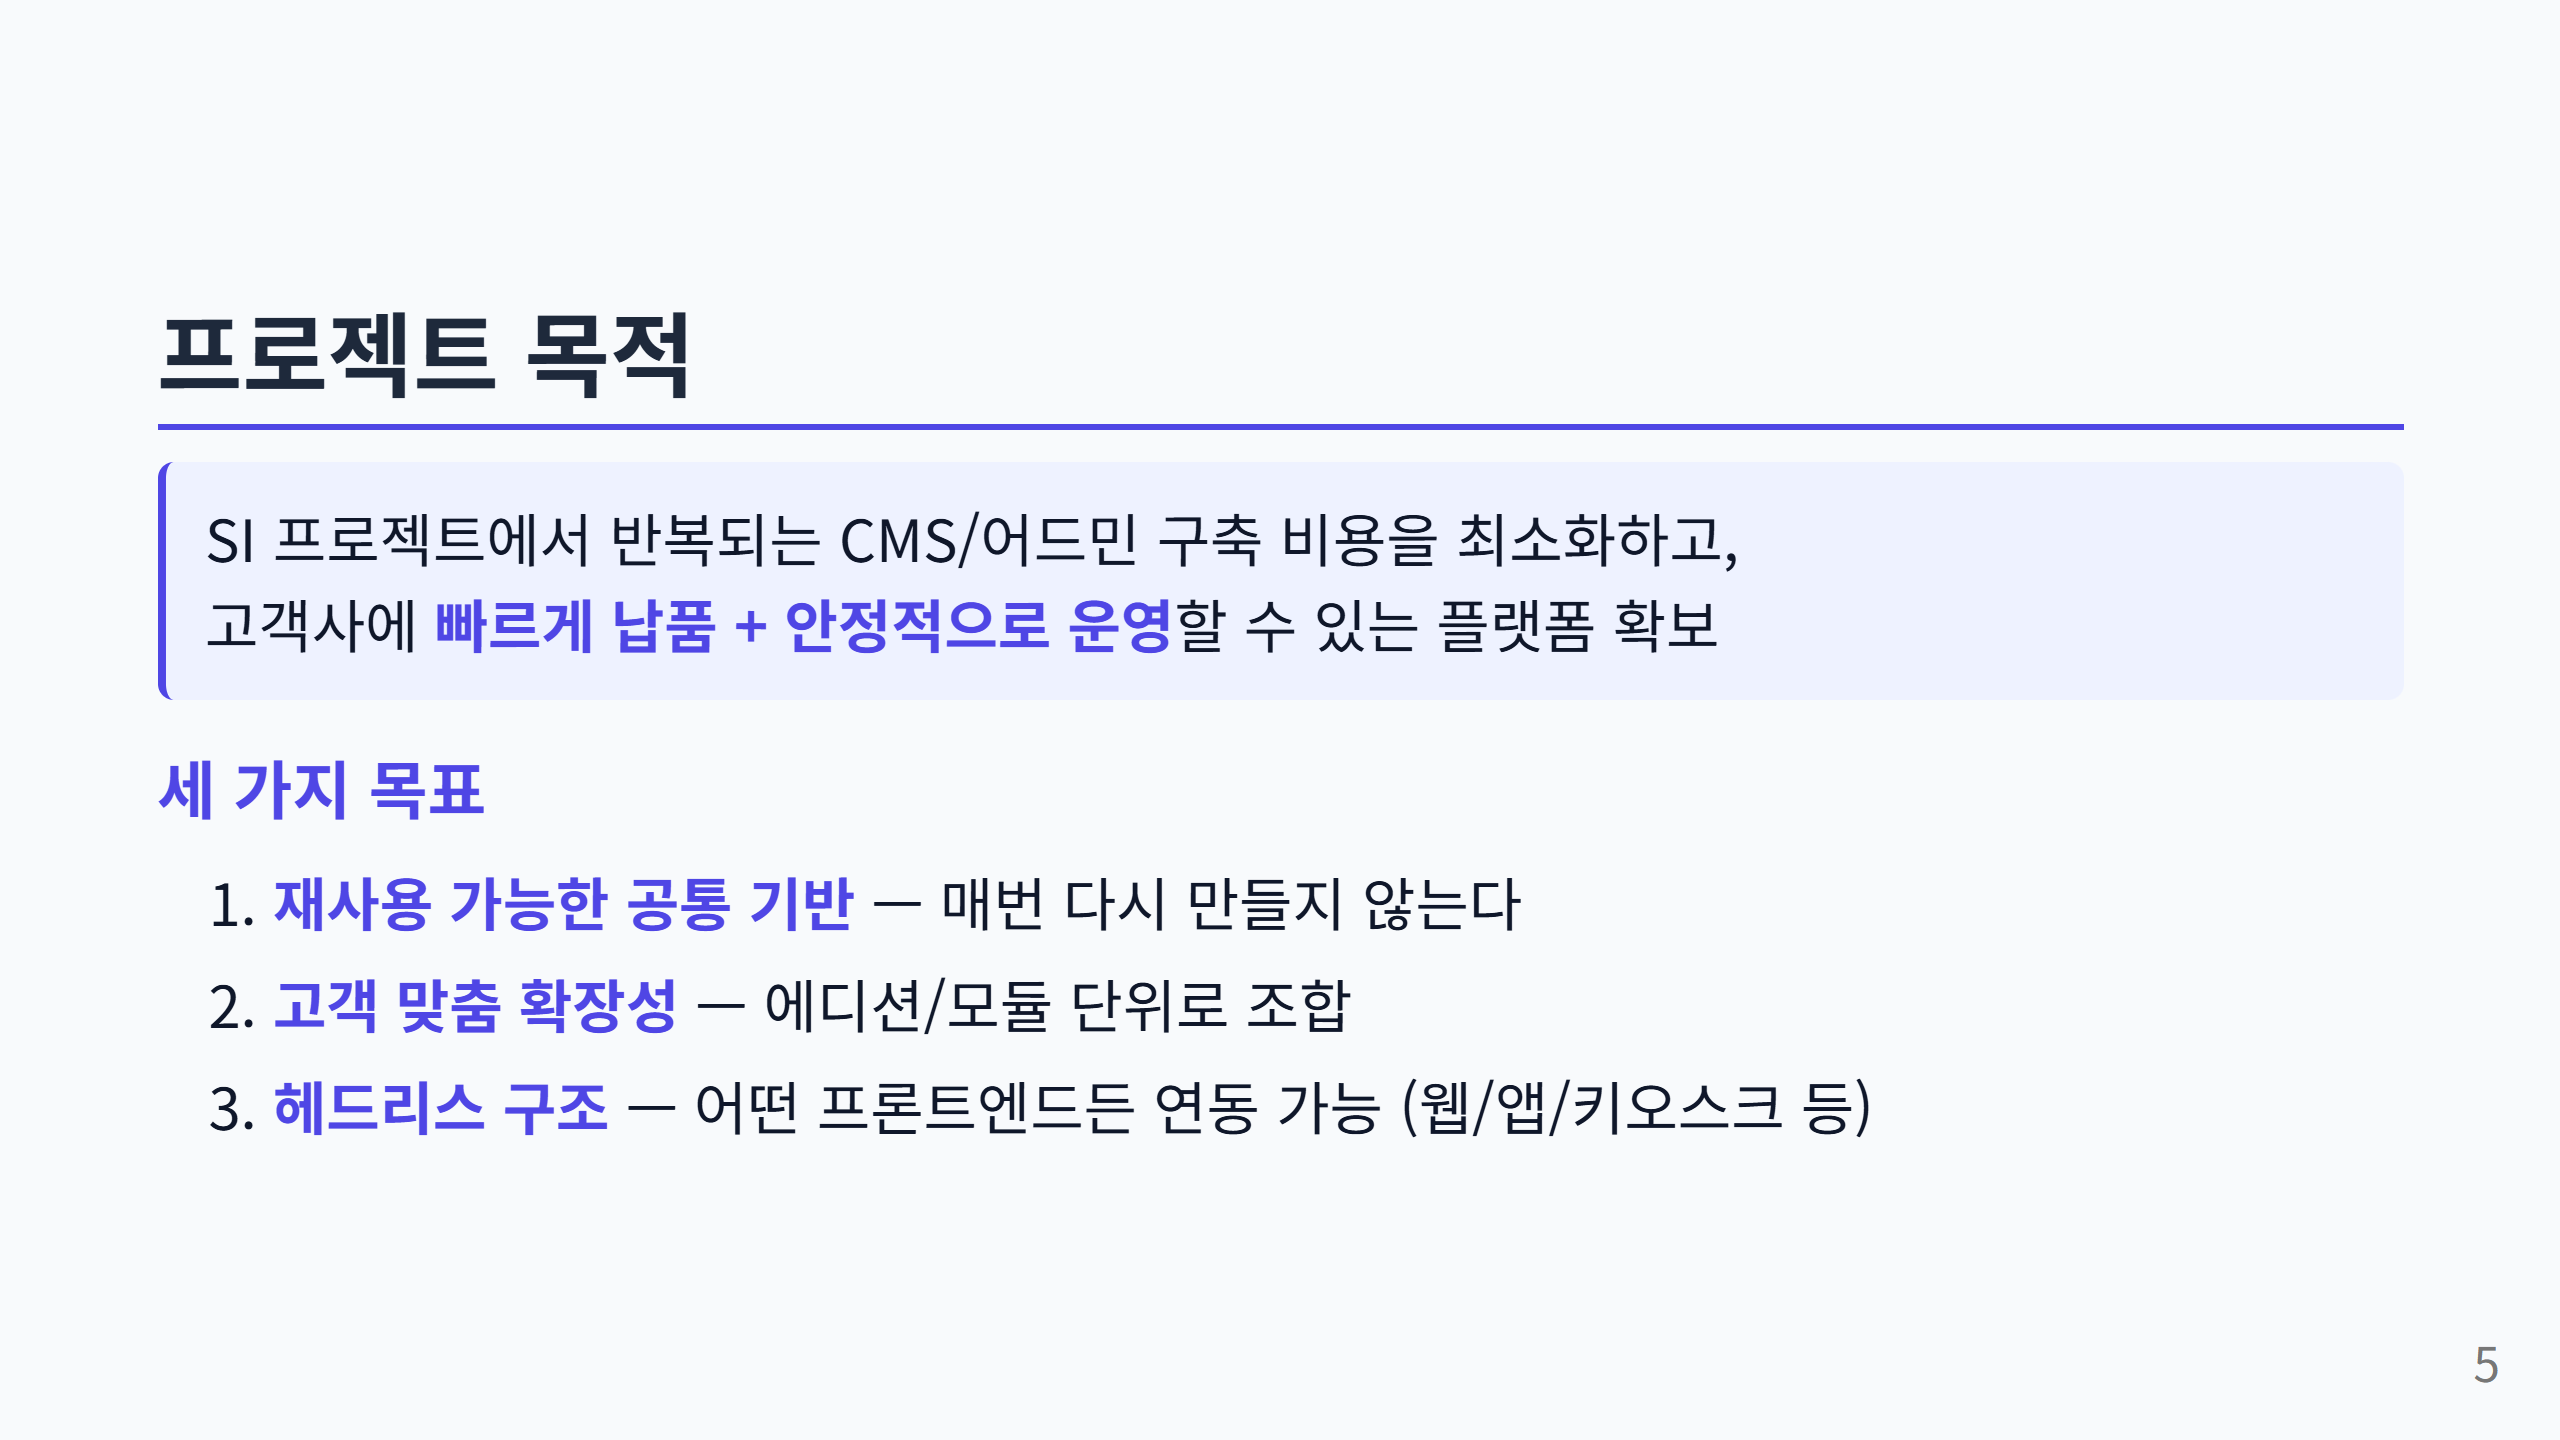 프로젝트 목적
SI 프로젝트에서 반복되는 CMS/어드민 구축 비용을 최소화하고,
고객사에 빠르게 납품 + 안정적으로 운영할 수 있는 플랫폼 확보
세 가지 목표
1. 재사용 가능한 공통 기반 — 매번 다시 만들지 않는다
2. 고객 맞춤 확장성 — 에디션/모듈 단위로 조합
3. 헤드리스 구조 — 어떤 프론트엔드든 연동 가능 (웹/앱/키오스크 등)
5